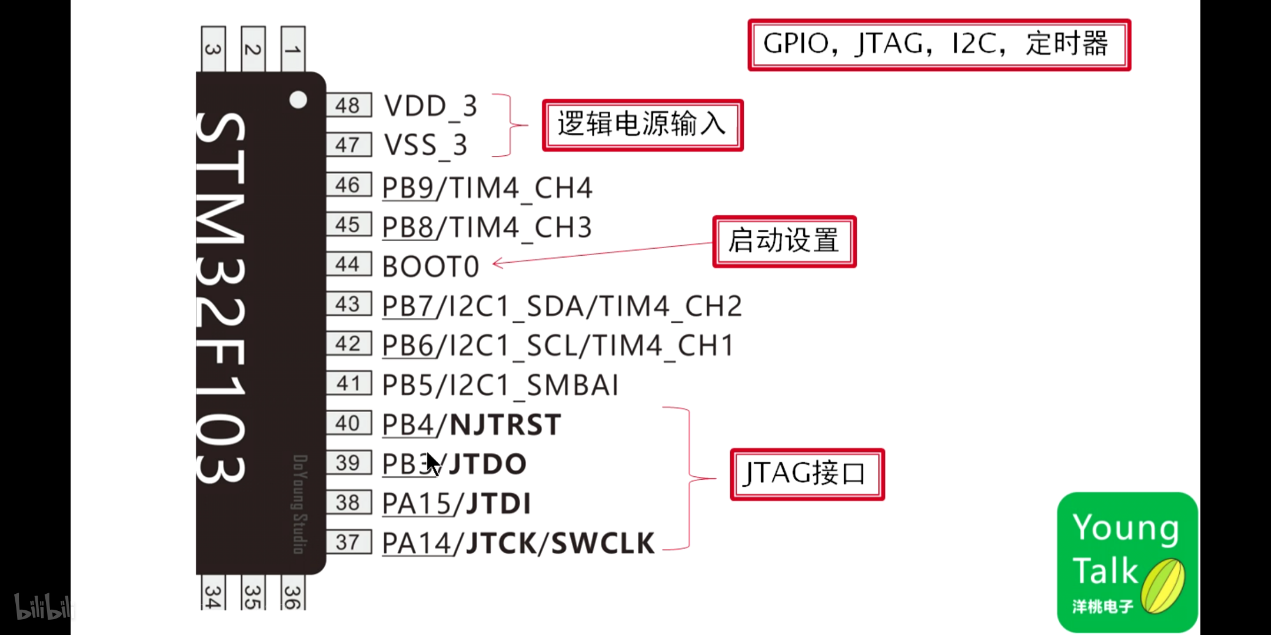 GPIO，JTAG，I2C，定时器
3 2 1
48 VDD_3
逻辑电源输入
47 VSS_3
46 PB9/TIM4_CH4
45 PB8/TIM4_CH3
启动设置
44 BOOT0
43 PB7/I2C1_SDA/TIM4_CH2
42 PB6/I2C1_SCL/TIM4_CH1
41 PB5/I2C1_SMBAI
40 PB4/NJTRST
39 PB3/JTDO
JTAG接口
38 PA15/JTDI
37 PA14/JTCK/SWCLK
STM32F103
DoYoung Studio
34 35 36
Young
Talk
洋桃电子
bilibili